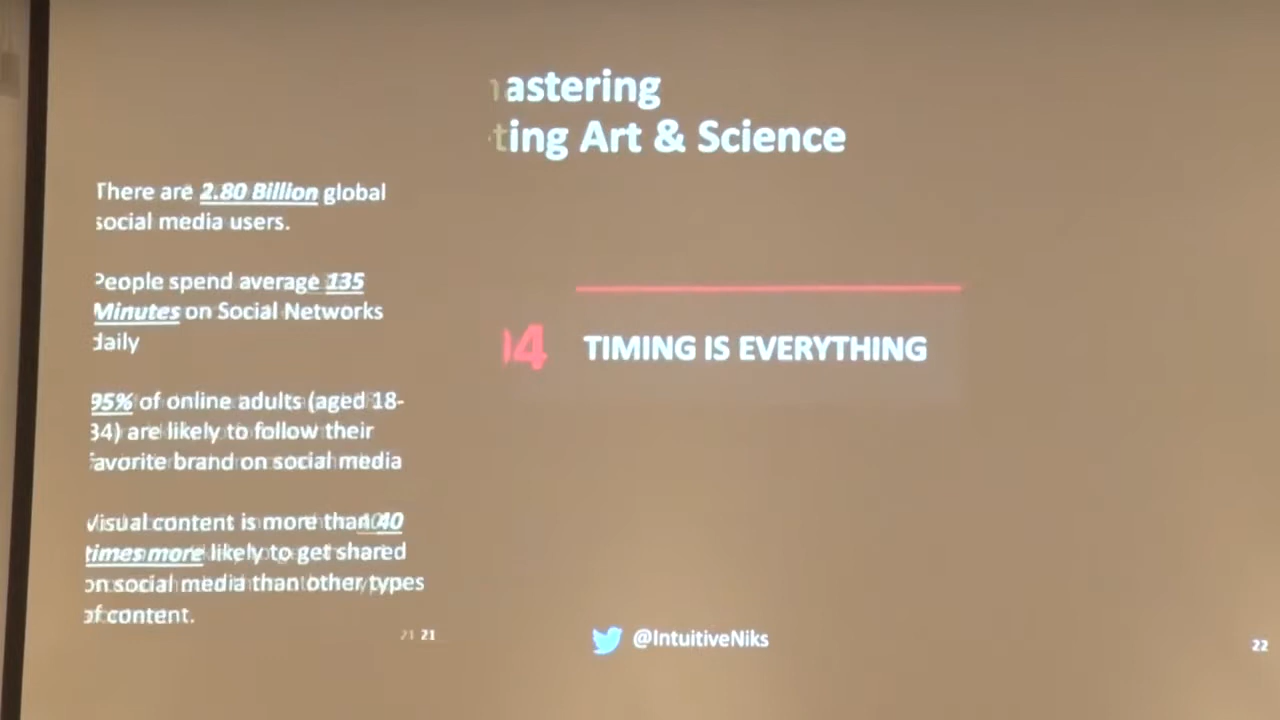 There are 2.80 Billion global
social media users.
People spend average 135
Minutes on Social Networks
daily
95% of online adults (aged 18-
34) are likely to follow their
favorite brand on social media
Visual content is more than 40
times more likely to get shared
on social media than other types
of content.
21 21
astering
ting Art & Science
04 TIMING IS EVERYTHING
@IntuitiveNiks
22